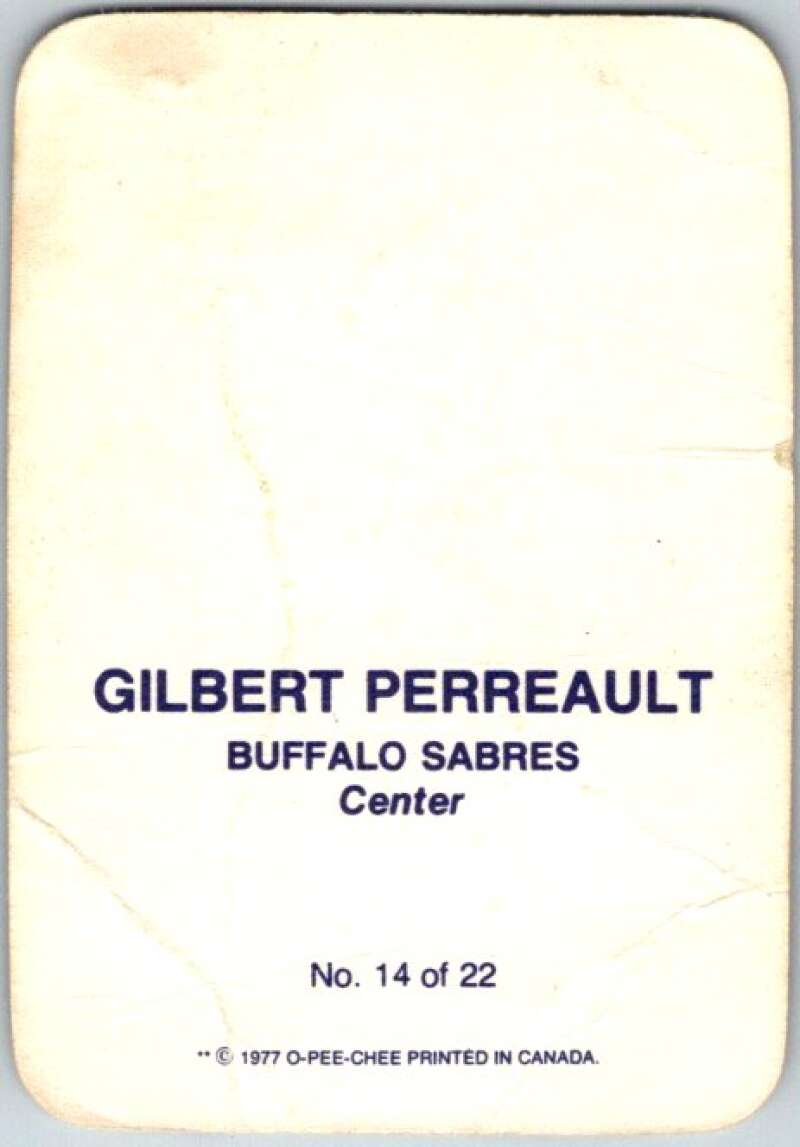 GILBERT PERREAULT
BUFFALO SABRES
Center
No. 14 of 22
** © 1977 O-PEE-CHEE PRINTED IN CANADA.